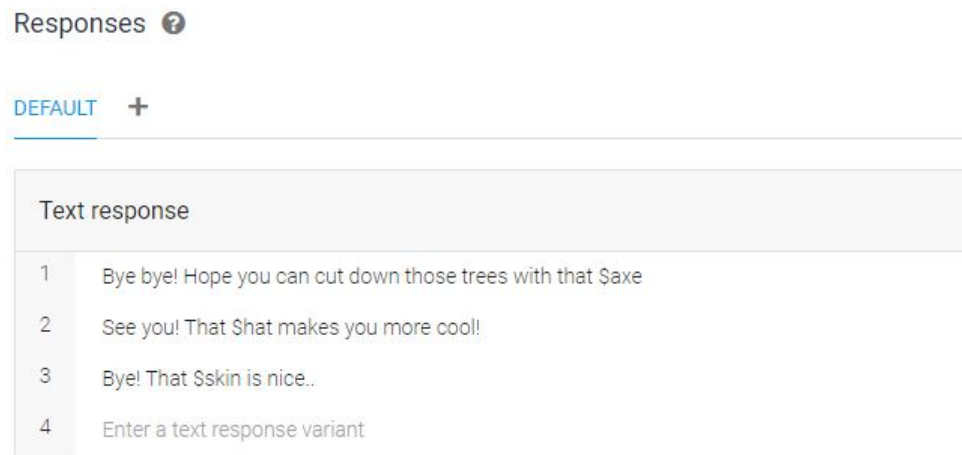 Responses ?
DEFAULT +
Text response
1 Bye bye! Hope you can cut down those trees with that $axe
2 See you! That $hat makes you more cool!
3 Bye! That $skin is nice..
4 Enter a text response variant